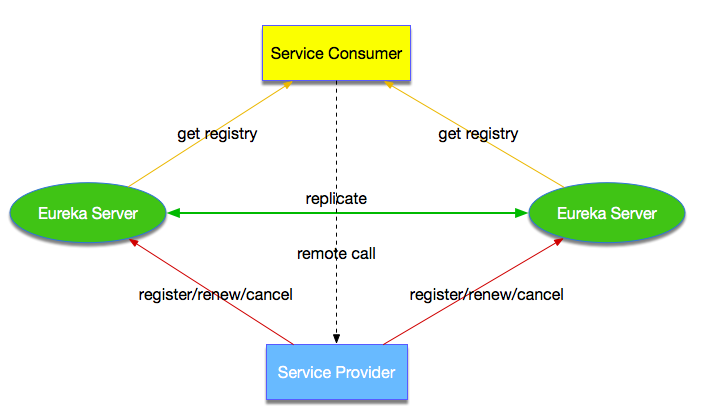 Service Consumer
get registry
get registry
replicate
Eureka Server
Eureka Server
remote call
register/renew/cancel
register/renew/cancel
Service Provider